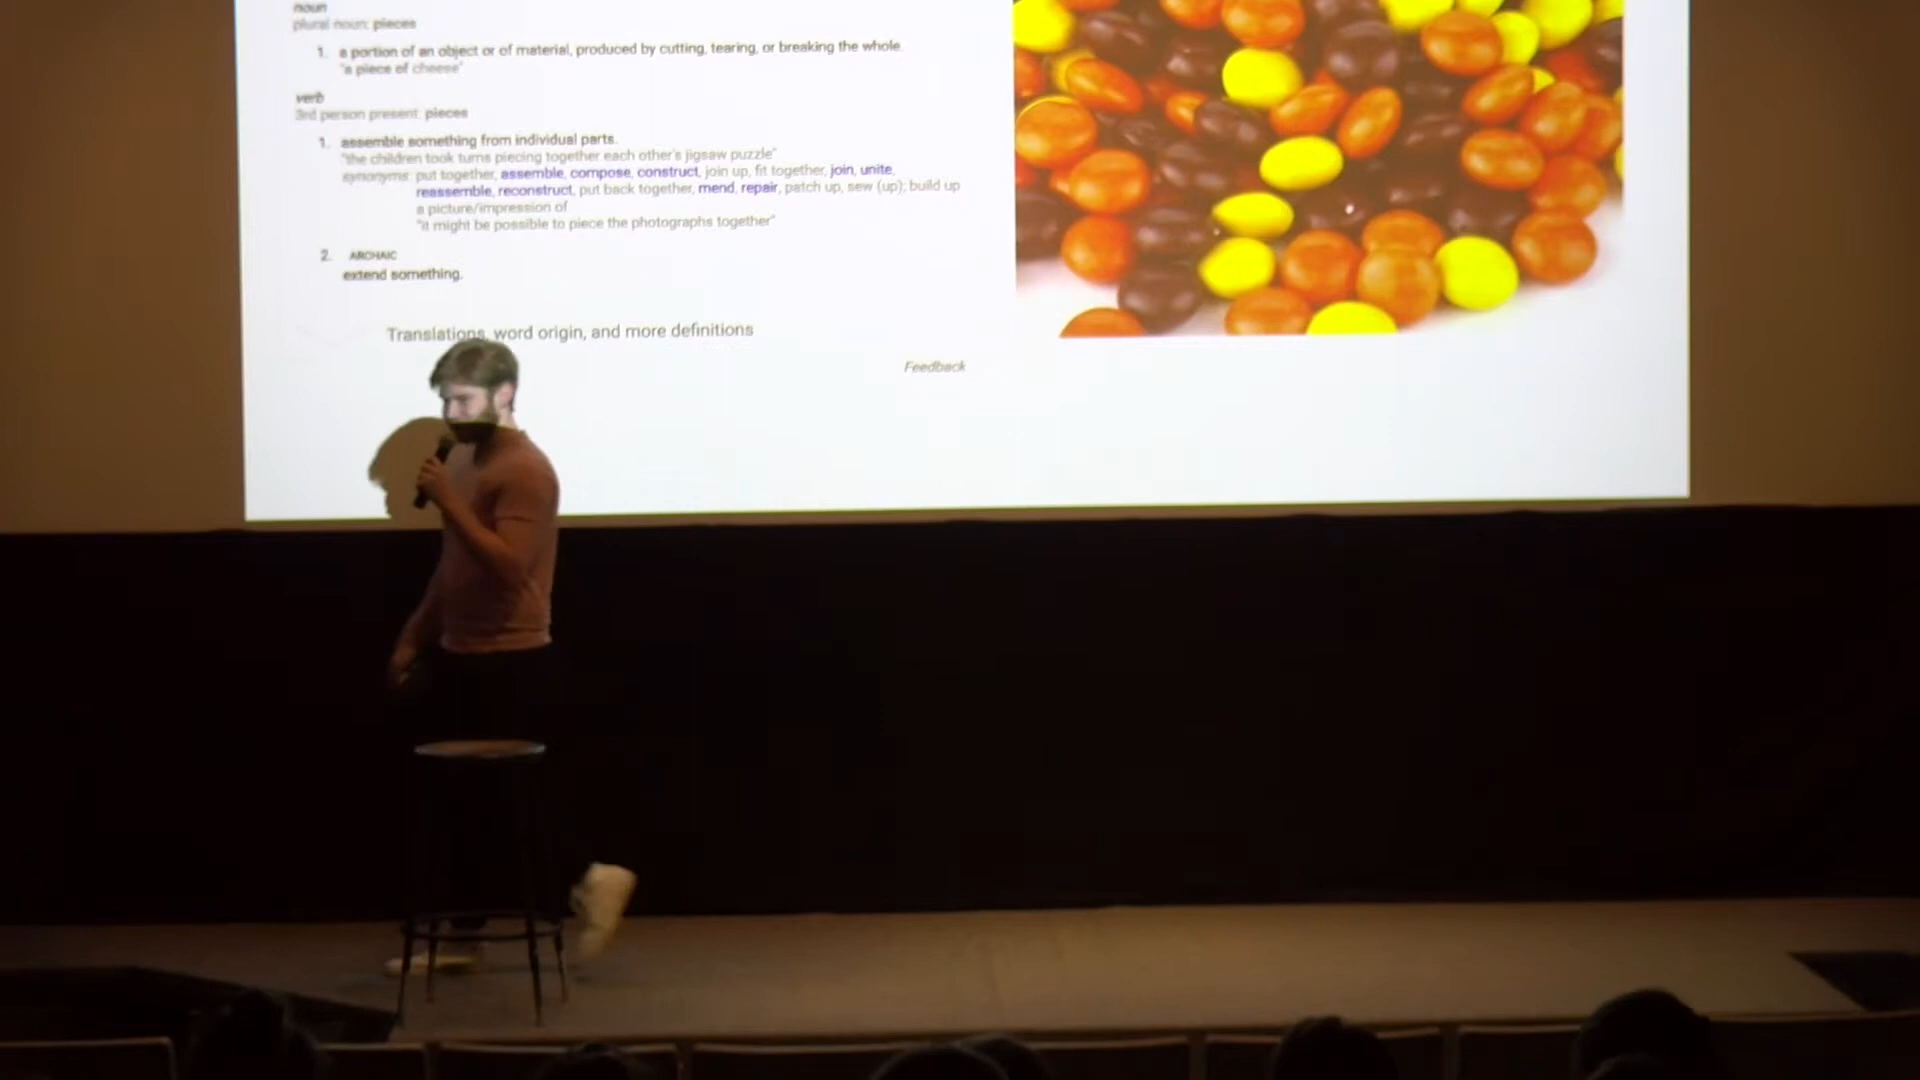 noun
plural noun: pieces
1. a portion of an object or of material, produced by cutting, tearing, or breaking the whole.
"a piece of cheese"
verb
3rd person present: pieces
1. assemble something from individual parts.
"the children took turns piecing together each other's jigsaw puzzle"
synonyms: put together, assemble, compose, construct, join up, fit together, join, unite,
reassemble, reconstruct, put back together, mend, repair, patch up, sew (up); build up
a picture/impression of
"it might be possible to piece the photographs together"
2. ARCHAIC
extend something.
Translations, word origin, and more definitions
Feedback